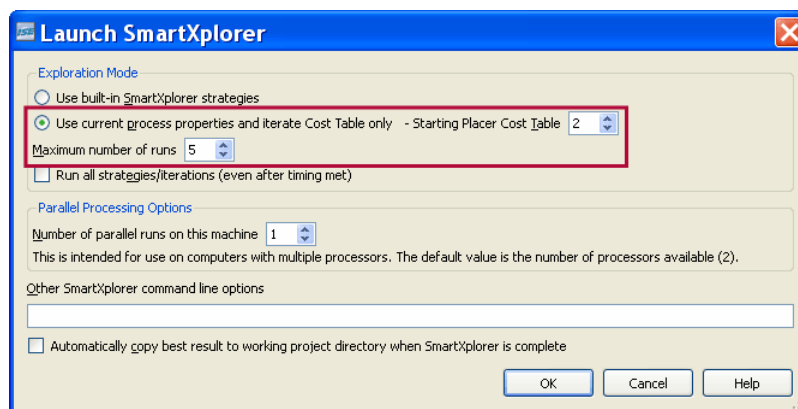 ISE Launch SmartXplorer
Exploration Mode
Use built-in SmartXplorer strategies
Use current process properties and iterate Cost Table only - Starting Placer Cost Table 2
Maximum number of runs 5
Run all strategies/iterations (even after timing met)
Parallel Processing Options
Number of parallel runs on this machine 1
This is intended for use on computers with multiple processors. The default value is the number of processors available (2).
Other SmartXplorer command line options
Automatically copy best result to working project directory when SmartXplorer is complete
OK Cancel Help